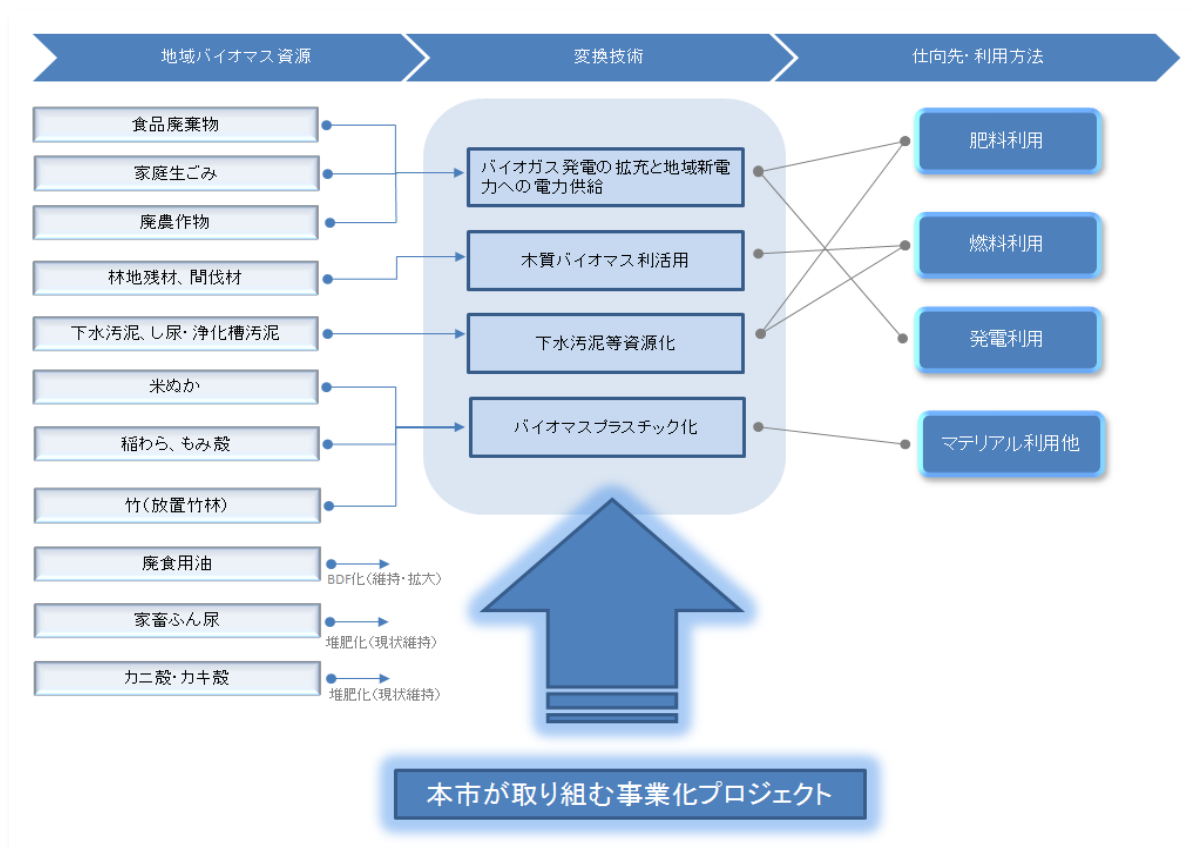 地域バイオマス資源
変換技術
仕向先・利用方法
食品廃棄物
家庭生ごみ
廃農作物
林地残材、間伐材
下水汚泥、し尿・浄化槽汚泥
米ぬか
稲わら、もみ殻
竹(放置竹林)
廃食用油
BDF化(維持・拡大)
家畜ふん尿
堆肥化(現状維持)
カニ殻・カキ殻
堆肥化(現状維持)
バイオガス発電の拡充と地域新電
力への電力供給
木質バイオマス利活用
下水汚泥等資源化
バイオマスプラスチック化
肥料利用
燃料利用
発電利用
マテリアル利用他
本市が取り組む事業化プロジェクト